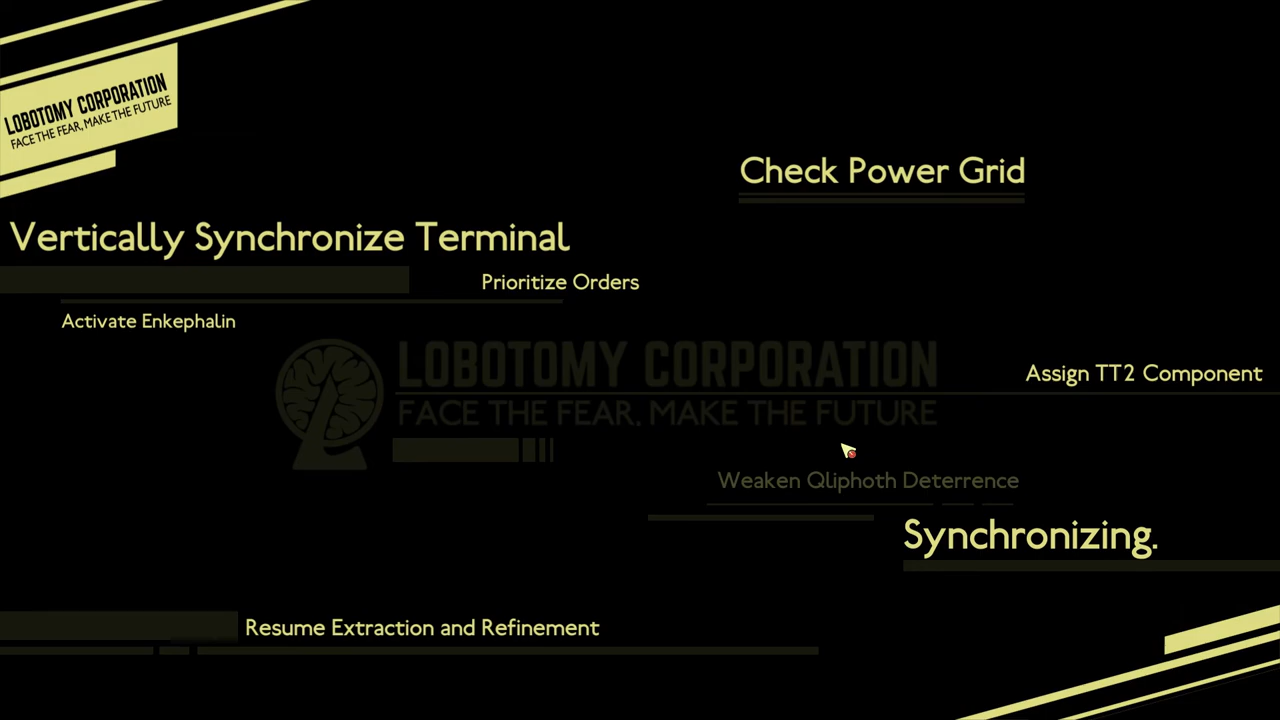 LOBOTOMY CORPORATION
FACE THE FEAR, MAKE THE FUTURE
Check Power Grid
Vertically Synchronize Terminal
Prioritize Orders
Activate Enkephalin
LOBOTOMY CORPORATION
FACE THE FEAR, MAKE THE FUTURE
Assign TT2 Component
Weaken Qliphoth Deterrence
Synchronizing.
Resume Extraction and Refinement